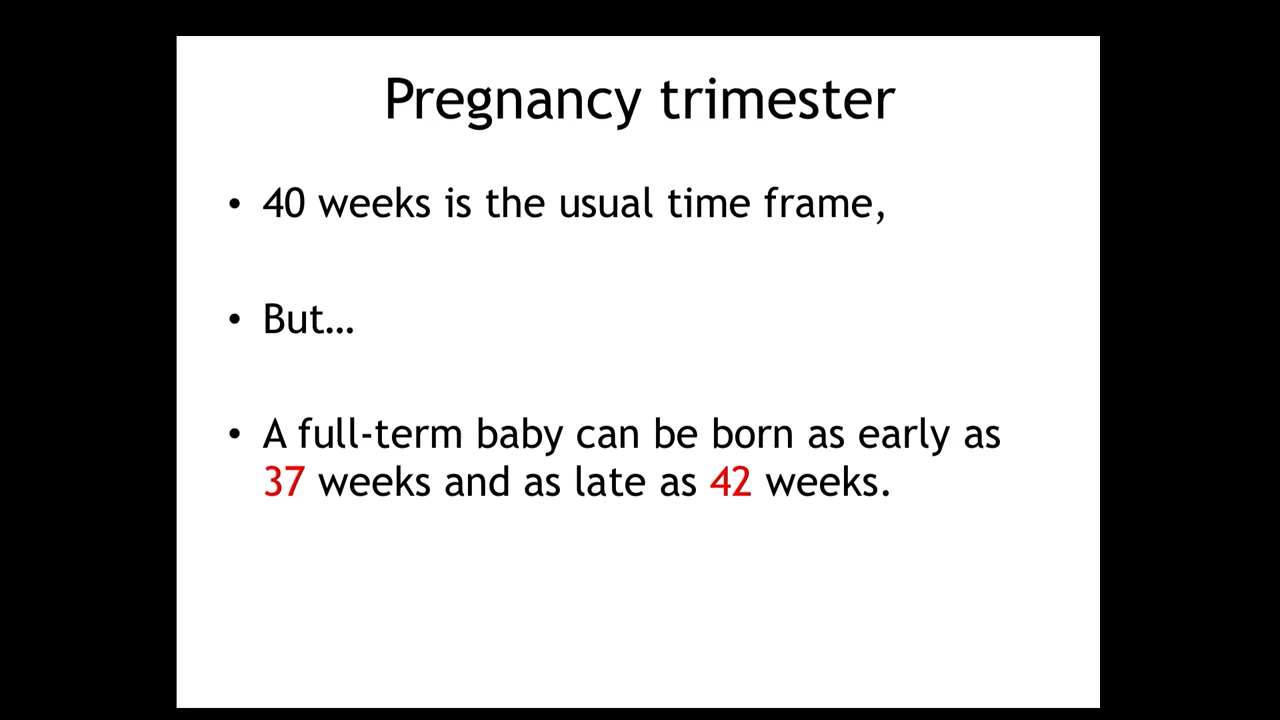 Pregnancy trimester
• 40 weeks is the usual time frame,
• But…
• A full-term baby can be born as early as
37 weeks and as late as 42 weeks.